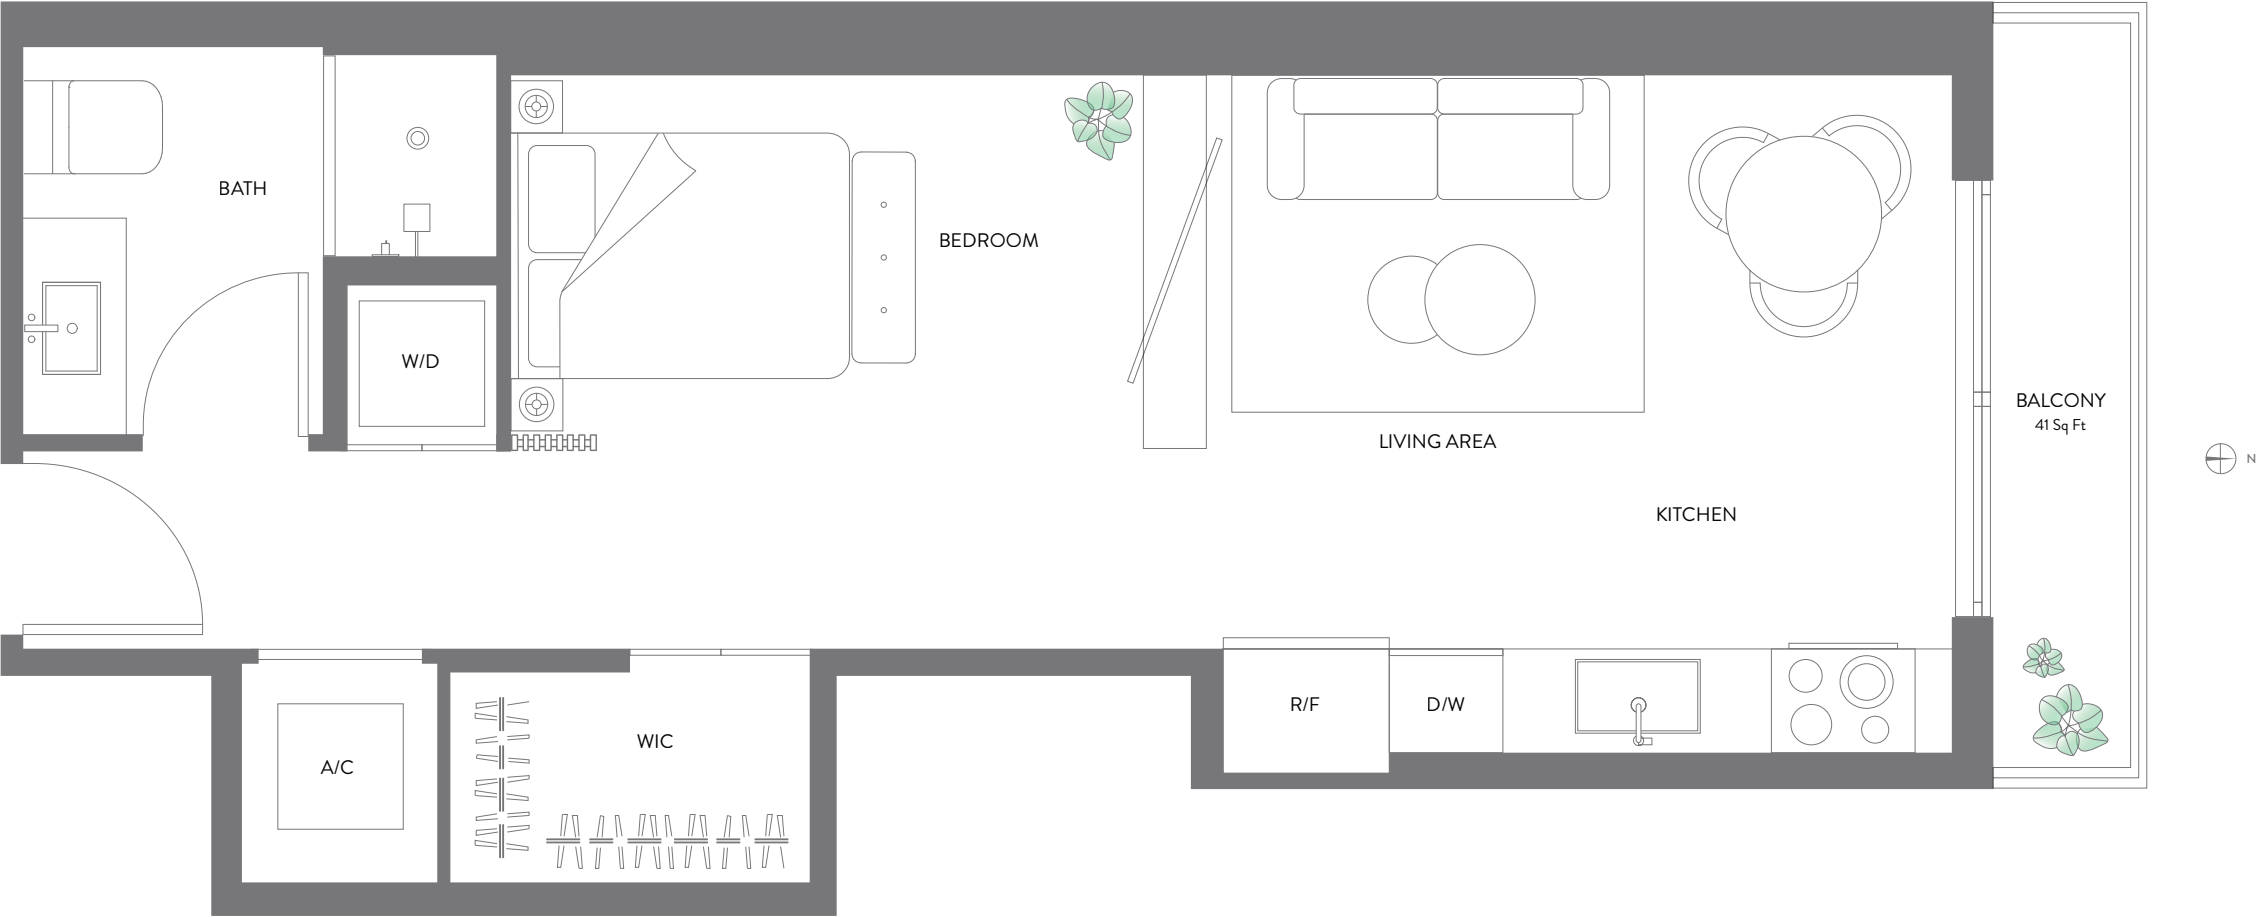 BATH
BEDROOM
W/D
BALCONY
41 Sq Ft
LIVING AREA
N
KITCHEN
R/F
D/W
WIC
A/C